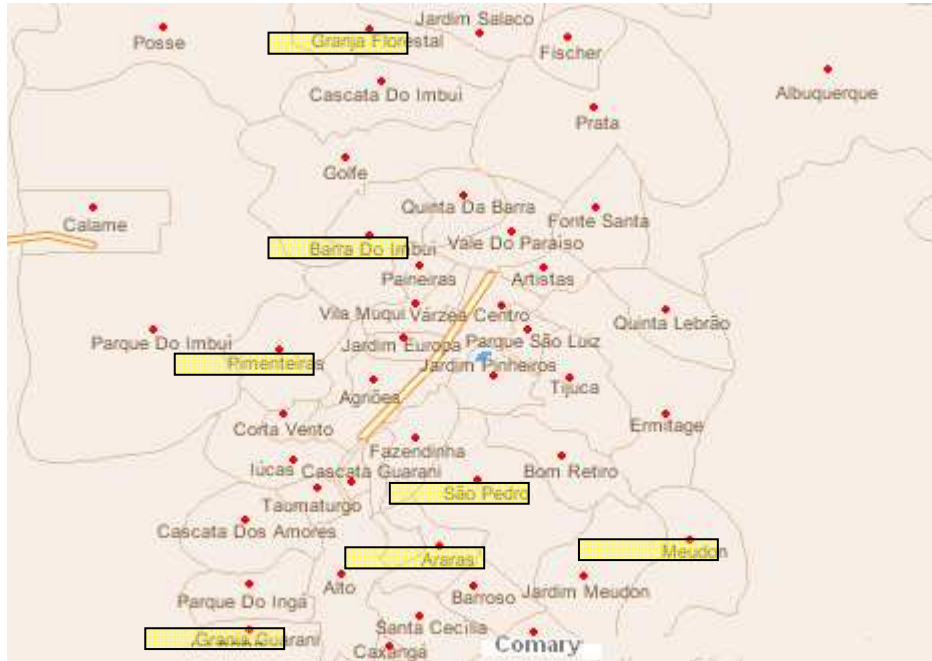 Jardim Salaco
Posse
Granja Florestal
Fischer
Cascata Do Imbui
Albuquerque
Prata
Golfe
Quinta Da Barra
Calame
Fonte Santa
Barra Do Imbui
Vale Do Paraiso
Paineiras
Artistas
Vila Muqui
Várzea
Centro
Quinta Lebrão
Parque Do Imbui
Jardim Europa
Parque São Luiz
Pimenteiras
Jardim Pinheiros
Tijuca
Agriões
Ermitage
Corta Vento
Fazendinha
Iúcas
Cascata Guarani
Bom Retiro
São Pedro
Taumaturgo
Cascata Dos Amores
Meudon
Araras
Alto
Jardim Meudon
Parque Do Ingá
Barroso
Santa Cecilia
Granja Guarani
Comary
Caxangá